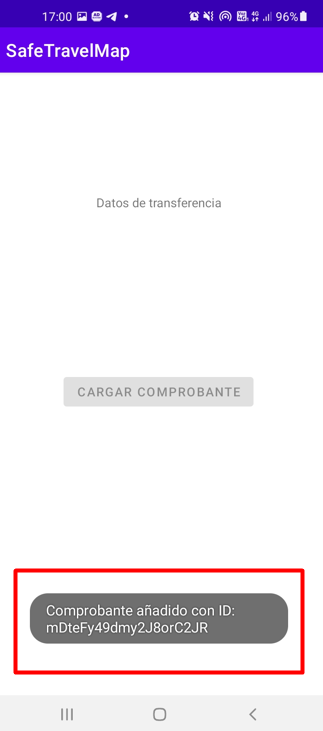 17:00 96%
SafeTravelMap
Datos de transferencia
CARGAR COMPROBANTE
Comprobante añadido con ID:
mDteFy49dmy2J8orC2JR